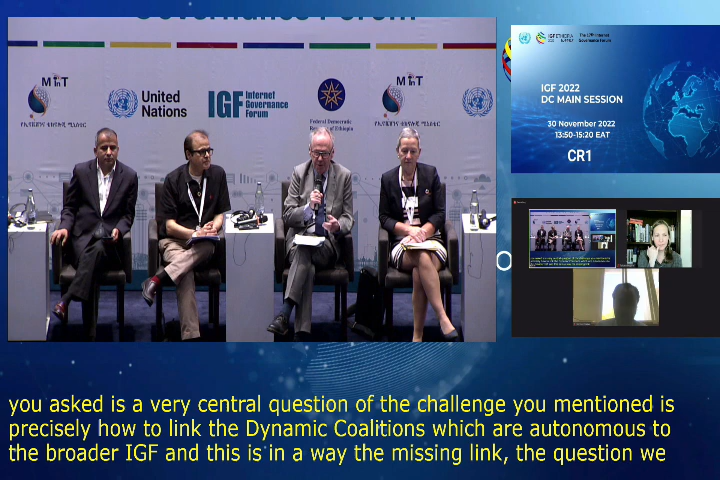 Governance Forum
MinT
United
Nations
IGF
Internet
Governance
Forum
Federal Democratic
Republic of Ethiopia
MinT
IGF 2022
DC MAIN SESSION
30 November 2022
13:50-15:20 EAT
CR1
you asked is a very central question of the challenge you mentioned is
precisely how to link the Dynamic Coalitions which are autonomous to
the broader IGF and this is in a way the missing link, the question we